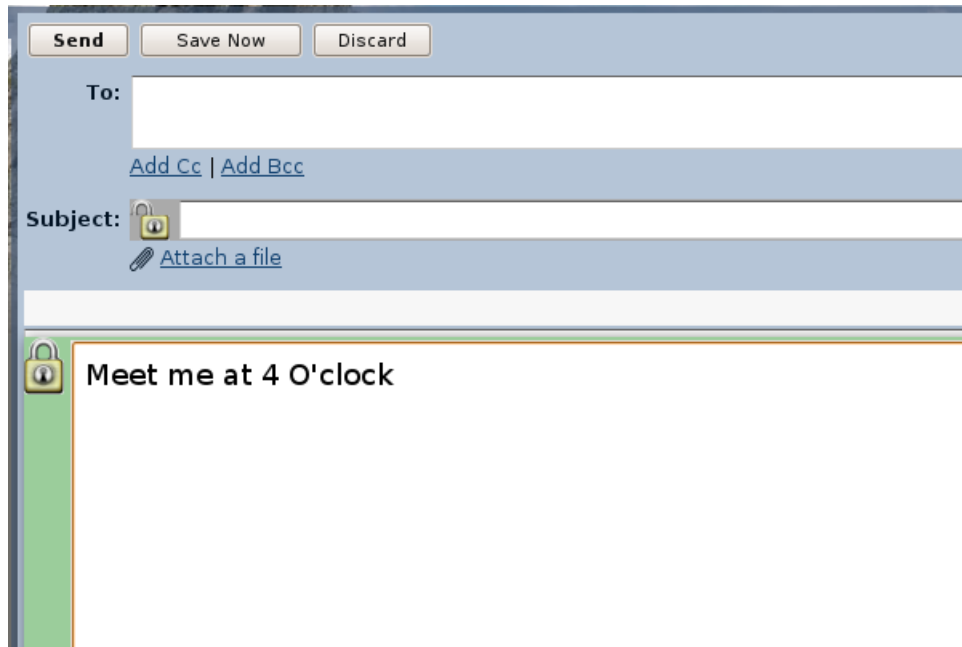 Send Save Now Discard
To:
Add Cc | Add Bcc
Subject:
Attach a file
Meet me at 4 O'clock